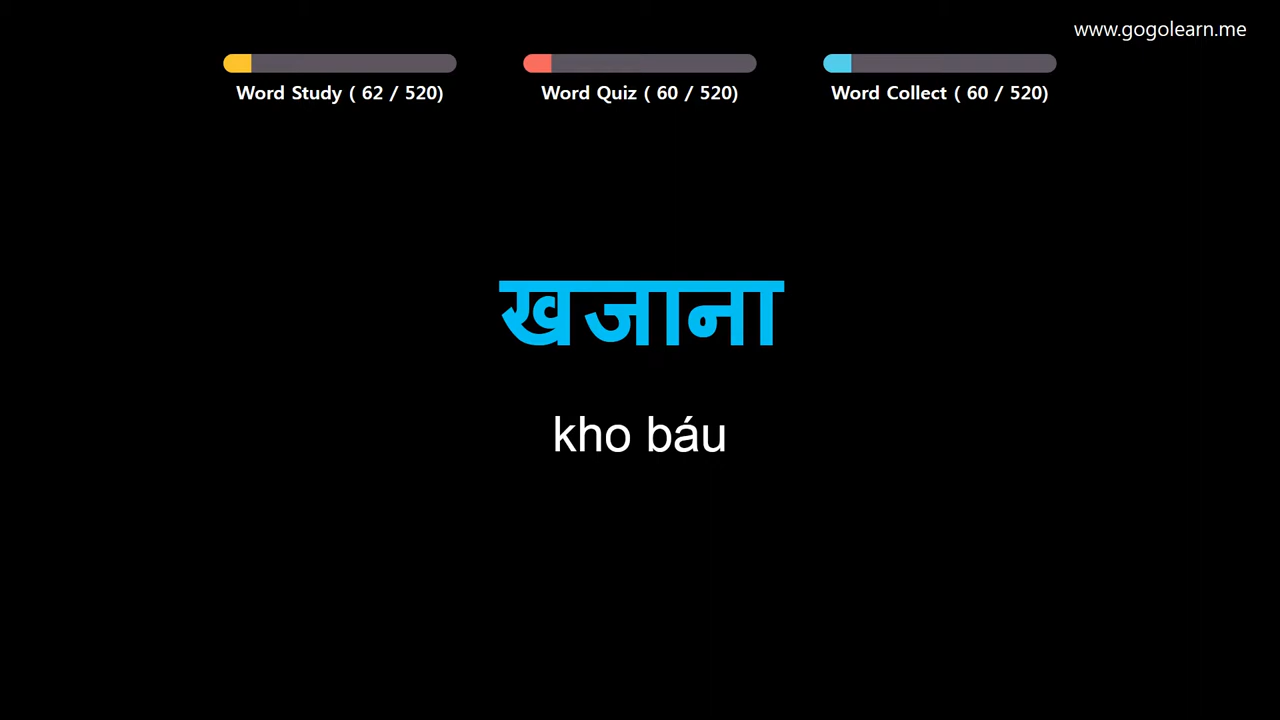 www.gogolearn.me
Word Study ( 62 / 520)
Word Quiz ( 60 / 520)
Word Collect ( 60 / 520)
खजाना
kho báu